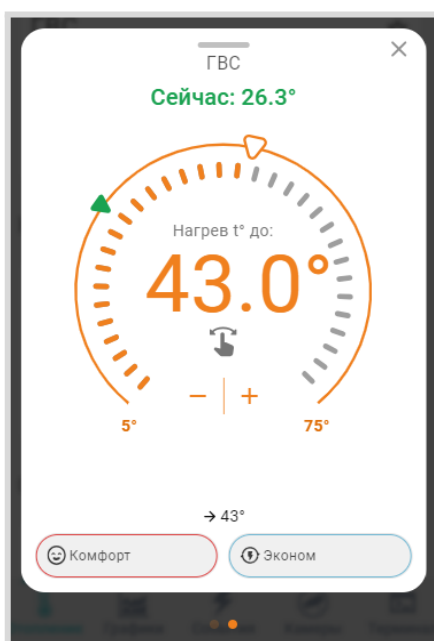 ГВС
Сейчас: 26.3°
Нагрев t° до:
43.0°
− +
5° 75°
→ 43°
Комфорт Эконом